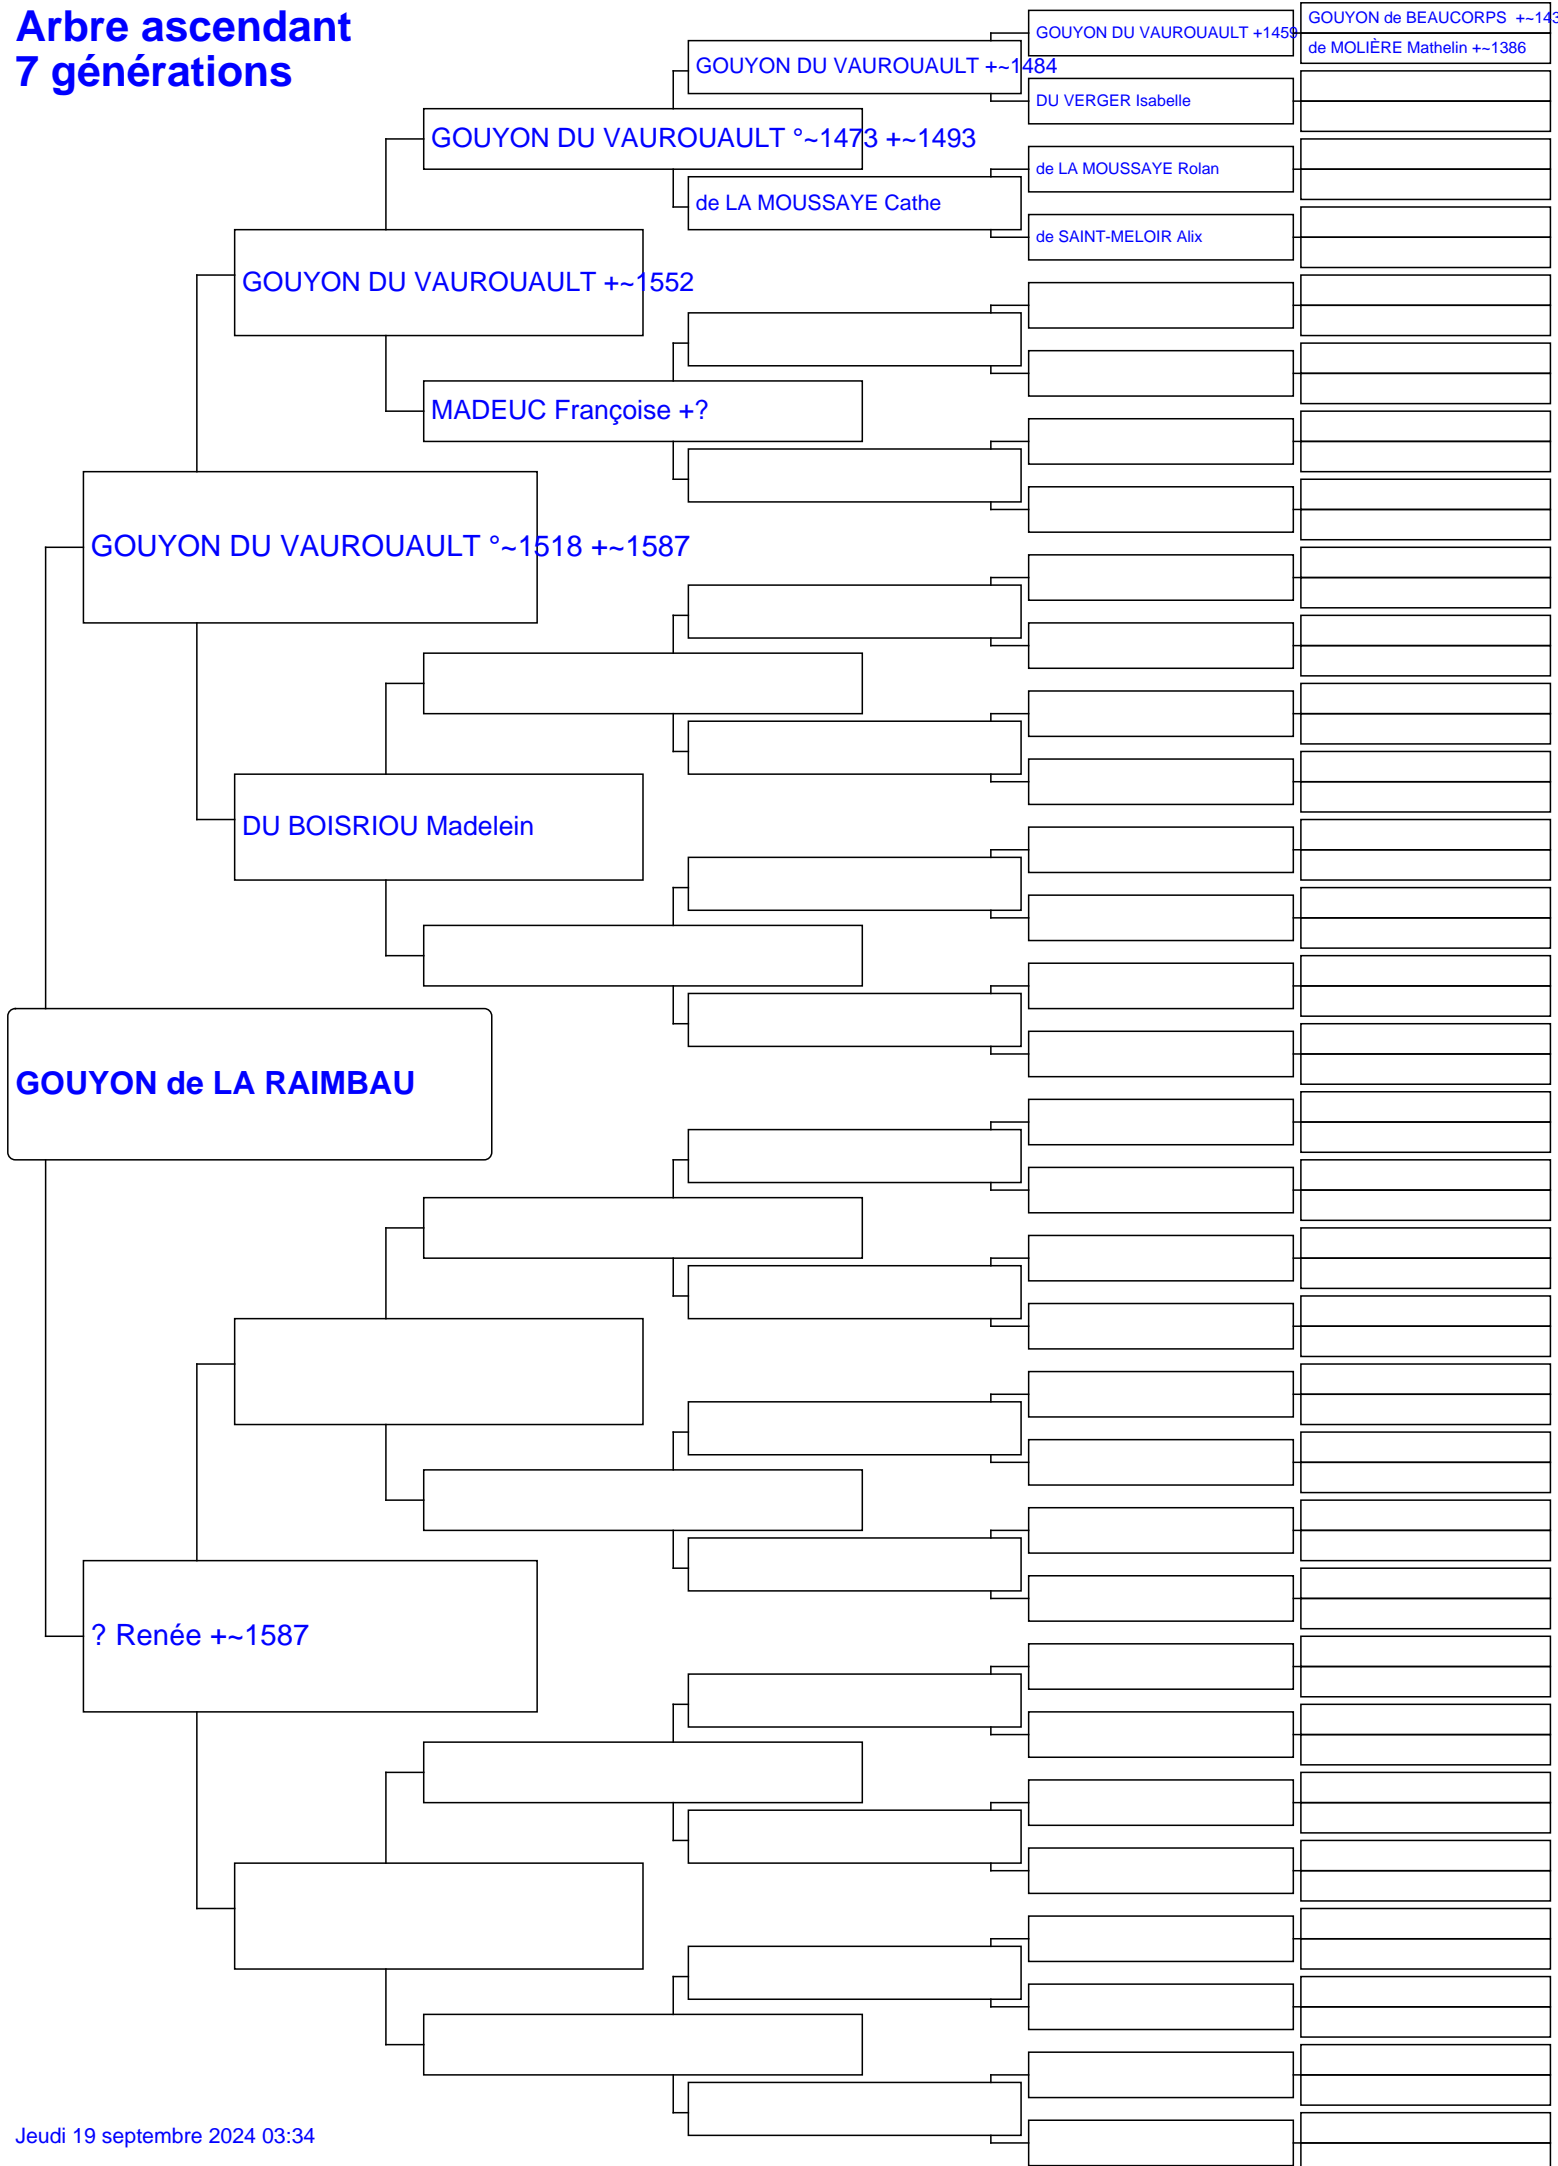 Arbre ascendant
7 générations
GOUYON de BEAUCORPS +~143
GOUYON DU VAUROUAULT +1459
de MOLIÈRE Mathelin +~1386
GOUYON DU VAUROUAULT +~1484
DU VERGER Isabelle
GOUYON DU VAUROUAULT °~1473 +~1493
de LA MOUSSAYE Rolan
de LA MOUSSAYE Cathe
de SAINT-MELOIR Alix
GOUYON DU VAUROUAULT +~1552
MADEUC Françoise +?
GOUYON DU VAUROUAULT °~1518 +~1587
DU BOISRIOU Madelein
GOUYON de LA RAIMBAU
? Renée +~1587
Jeudi 19 septembre 2024 03:34